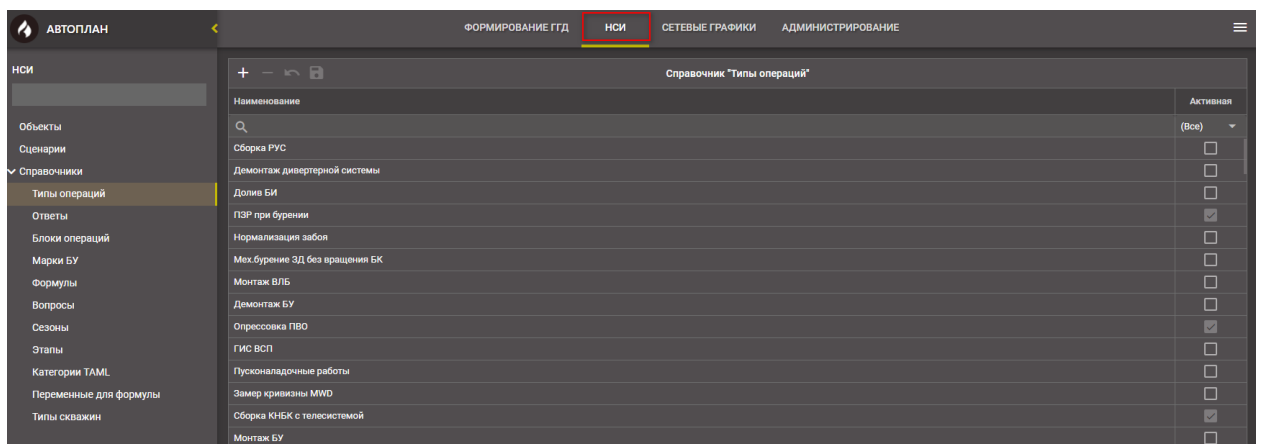 АВТОПЛАН
ФОРМИРОВАНИЕ ГГД НСИ СЕТЕВЫЕ ГРАФИКИ АДМИНИСТРИРОВАНИЕ
НСИ
Объекты
Сценарии
Справочники
Типы операций
Ответы
Блоки операций
Марки БУ
Формулы
Вопросы
Сезоны
Этапы
Категории TAML
Переменные для формулы
Типы скважин
Справочник "Типы операций"
Наименование Активная
(Все)
Сборка РУС
Демонтаж дивертерной системы
Долив БИ
ПЗР при бурении
Нормализация забоя
Мех.бурение ЗД без вращения БК
Монтаж ВЛБ
Демонтаж БУ
Опрессовка ПВО
ГИС ВСП
Пусконаладочные работы
Замер кривизны MWD
Сборка КНБК с телесистемой
Монтаж БУ